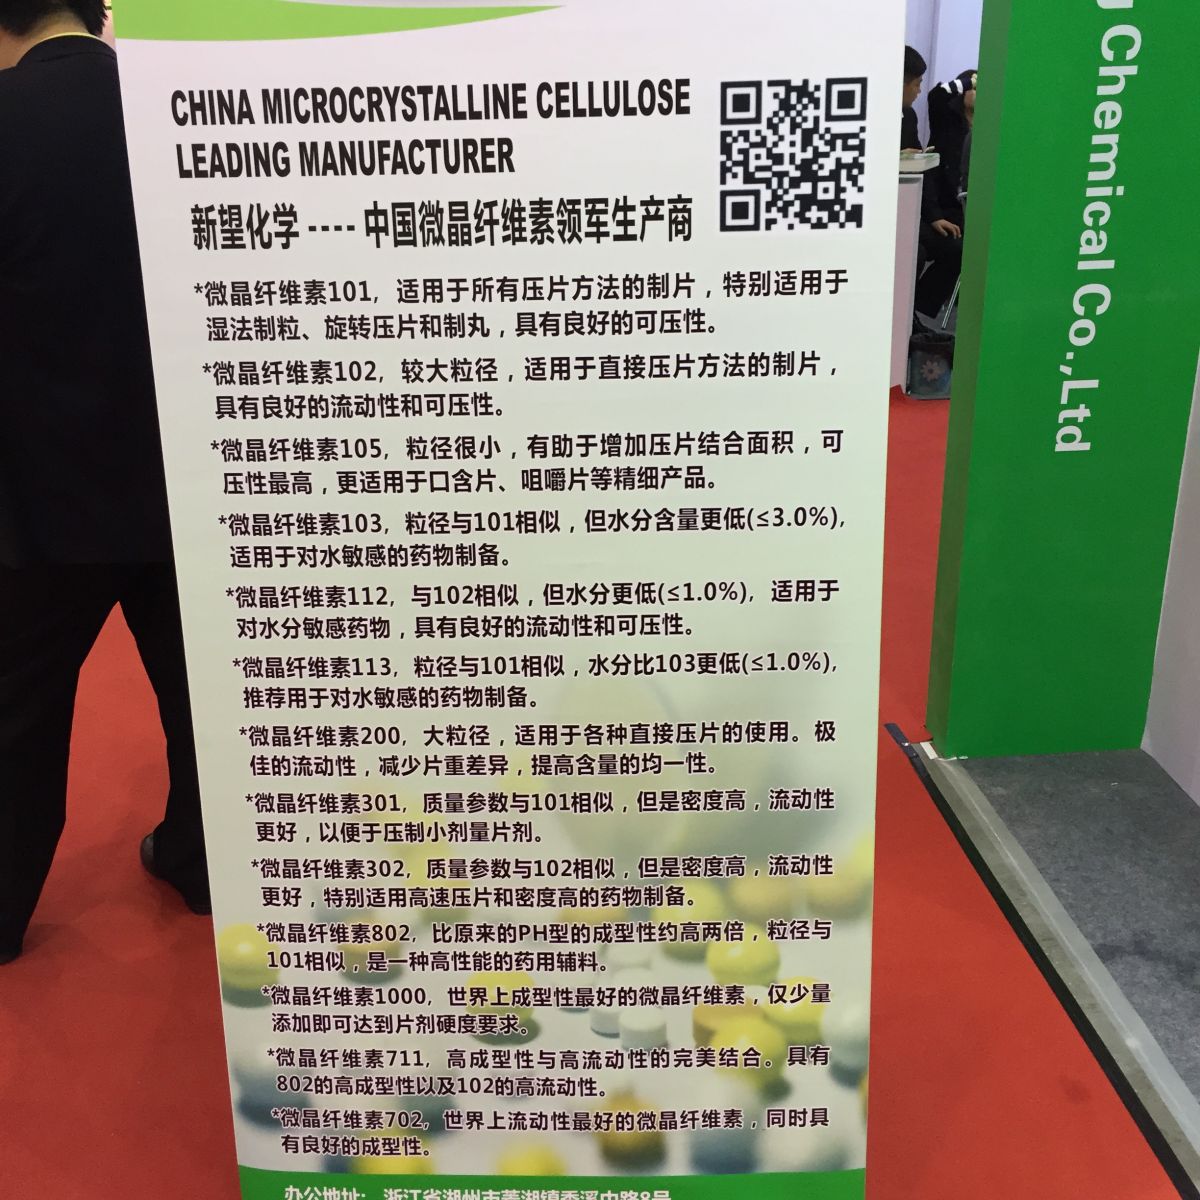 CHINA MICROCRYSTALLINE CELLULOSE
LEADING MANUFACTURER
新望化学 ---- 中国微晶纤维素领军生产商
*微晶纤维素101, 适用于所有压片方法的制片，特别适用于
湿法制粒、旋转压片和制丸，具有良好的可压性。
*微晶纤维素102, 较大粒径，适用于直接压片方法的制片，
具有良好的流动性和可压性。
*微晶纤维素105, 粒径很小，有助于增加压片结合面积，可
压性最高，更适用于口含片、咀嚼片等精细产品。
*微晶纤维素103, 粒径与101相似，但水分含量更低(≤3.0%),
适用于对水敏感的药物制备。
*微晶纤维素112, 与102相似，但水分更低(≤1.0%), 适用于
对水分敏感药物，具有良好的流动性和可压性。
*微晶纤维素113, 粒径与101相似，水分比103更低(≤1.0%),
推荐用于对水敏感的药物制备。
*微晶纤维素200, 大粒径，适用于各种直接压片的使用。极
佳的流动性，减少片重差异，提高含量的均一性。
*微晶纤维素301, 质量参数与101相似，但是密度高，流动性
更好，以便于压制小剂量片剂。
*微晶纤维素302, 质量参数与102相似，但是密度高，流动性
更好，特别适用高速压片和密度高的药物制备。
*微晶纤维素802, 比原来的PH型的成型性约高两倍，粒径与
101相似，是一种高性能的药用辅料。
*微晶纤维素1000, 世界上成型性最好的微晶纤维素，仅少量
添加即可达到片剂硬度要求。
*微晶纤维素711, 高成型性与高流动性的完美结合。具有
802的高成型性以及102的高流动性。
*微晶纤维素702, 世界上流动性最好的微晶纤维素，同时具
有良好的成型性。
办公地址: 浙江省湖州市菱湖镇秀溪中路8号
Chemical Co.,Ltd